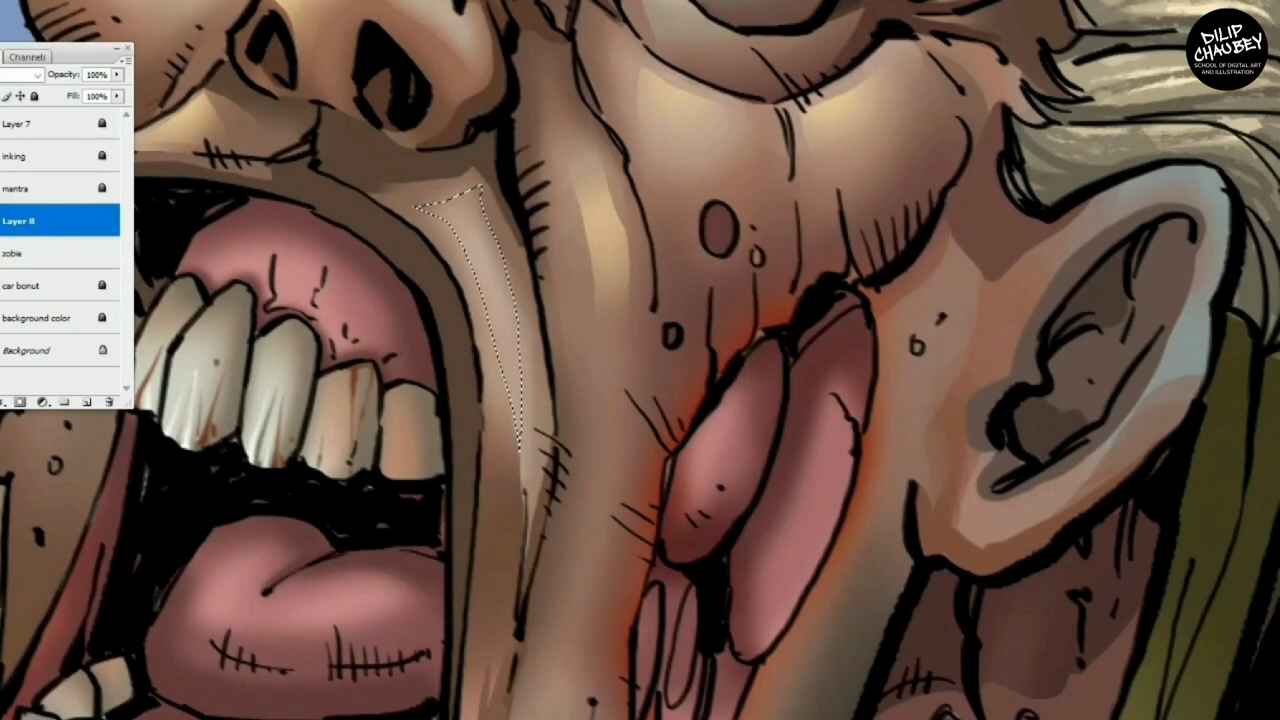 Channels
Opacity: 100%
Fill: 100%
Layer 7
inking
mantra
Layer 8
zobie
car bonut
background color
Background
DILIP
CHAUBEY
SCHOOL OF DIGITAL ART
AND ILLUSTRATION